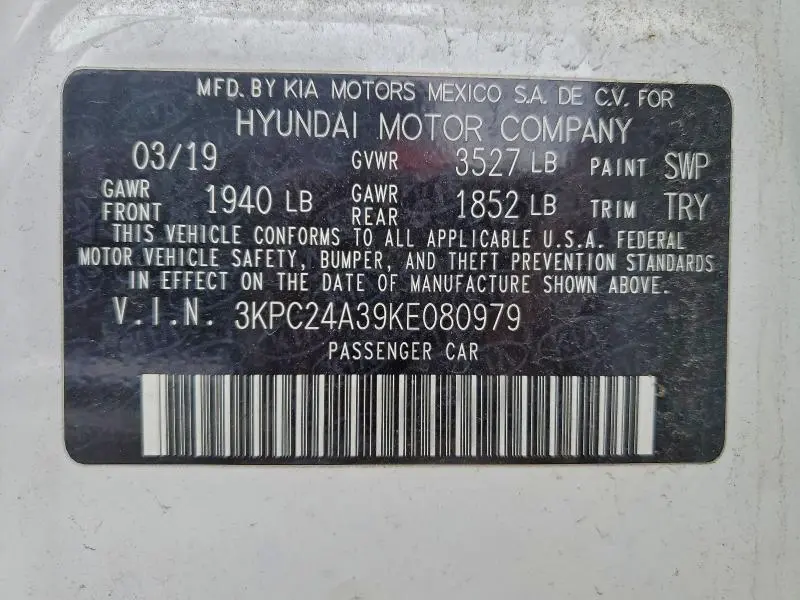 MFD. BY KIA MOTORS MEXICO S.A. DE C.V. FOR
HYUNDAI MOTOR COMPANY
03/19 GVWR 3527 LB PAINT SWP
GAWR FRONT 1940 LB GAWR REAR 1852 LB TRIM TRY
THIS VEHICLE CONFORMS TO ALL APPLICABLE U.S.A. FEDERAL
MOTOR VEHICLE SAFETY, BUMPER, AND THEFT PREVENTION STANDARDS
IN EFFECT ON THE DATE OF MANUFACTURE SHOWN ABOVE.
V.I.N. 3KPC24A39KE080979
PASSENGER CAR